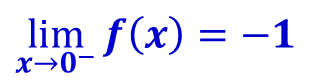 lim f(x) = −1
x→0⁻